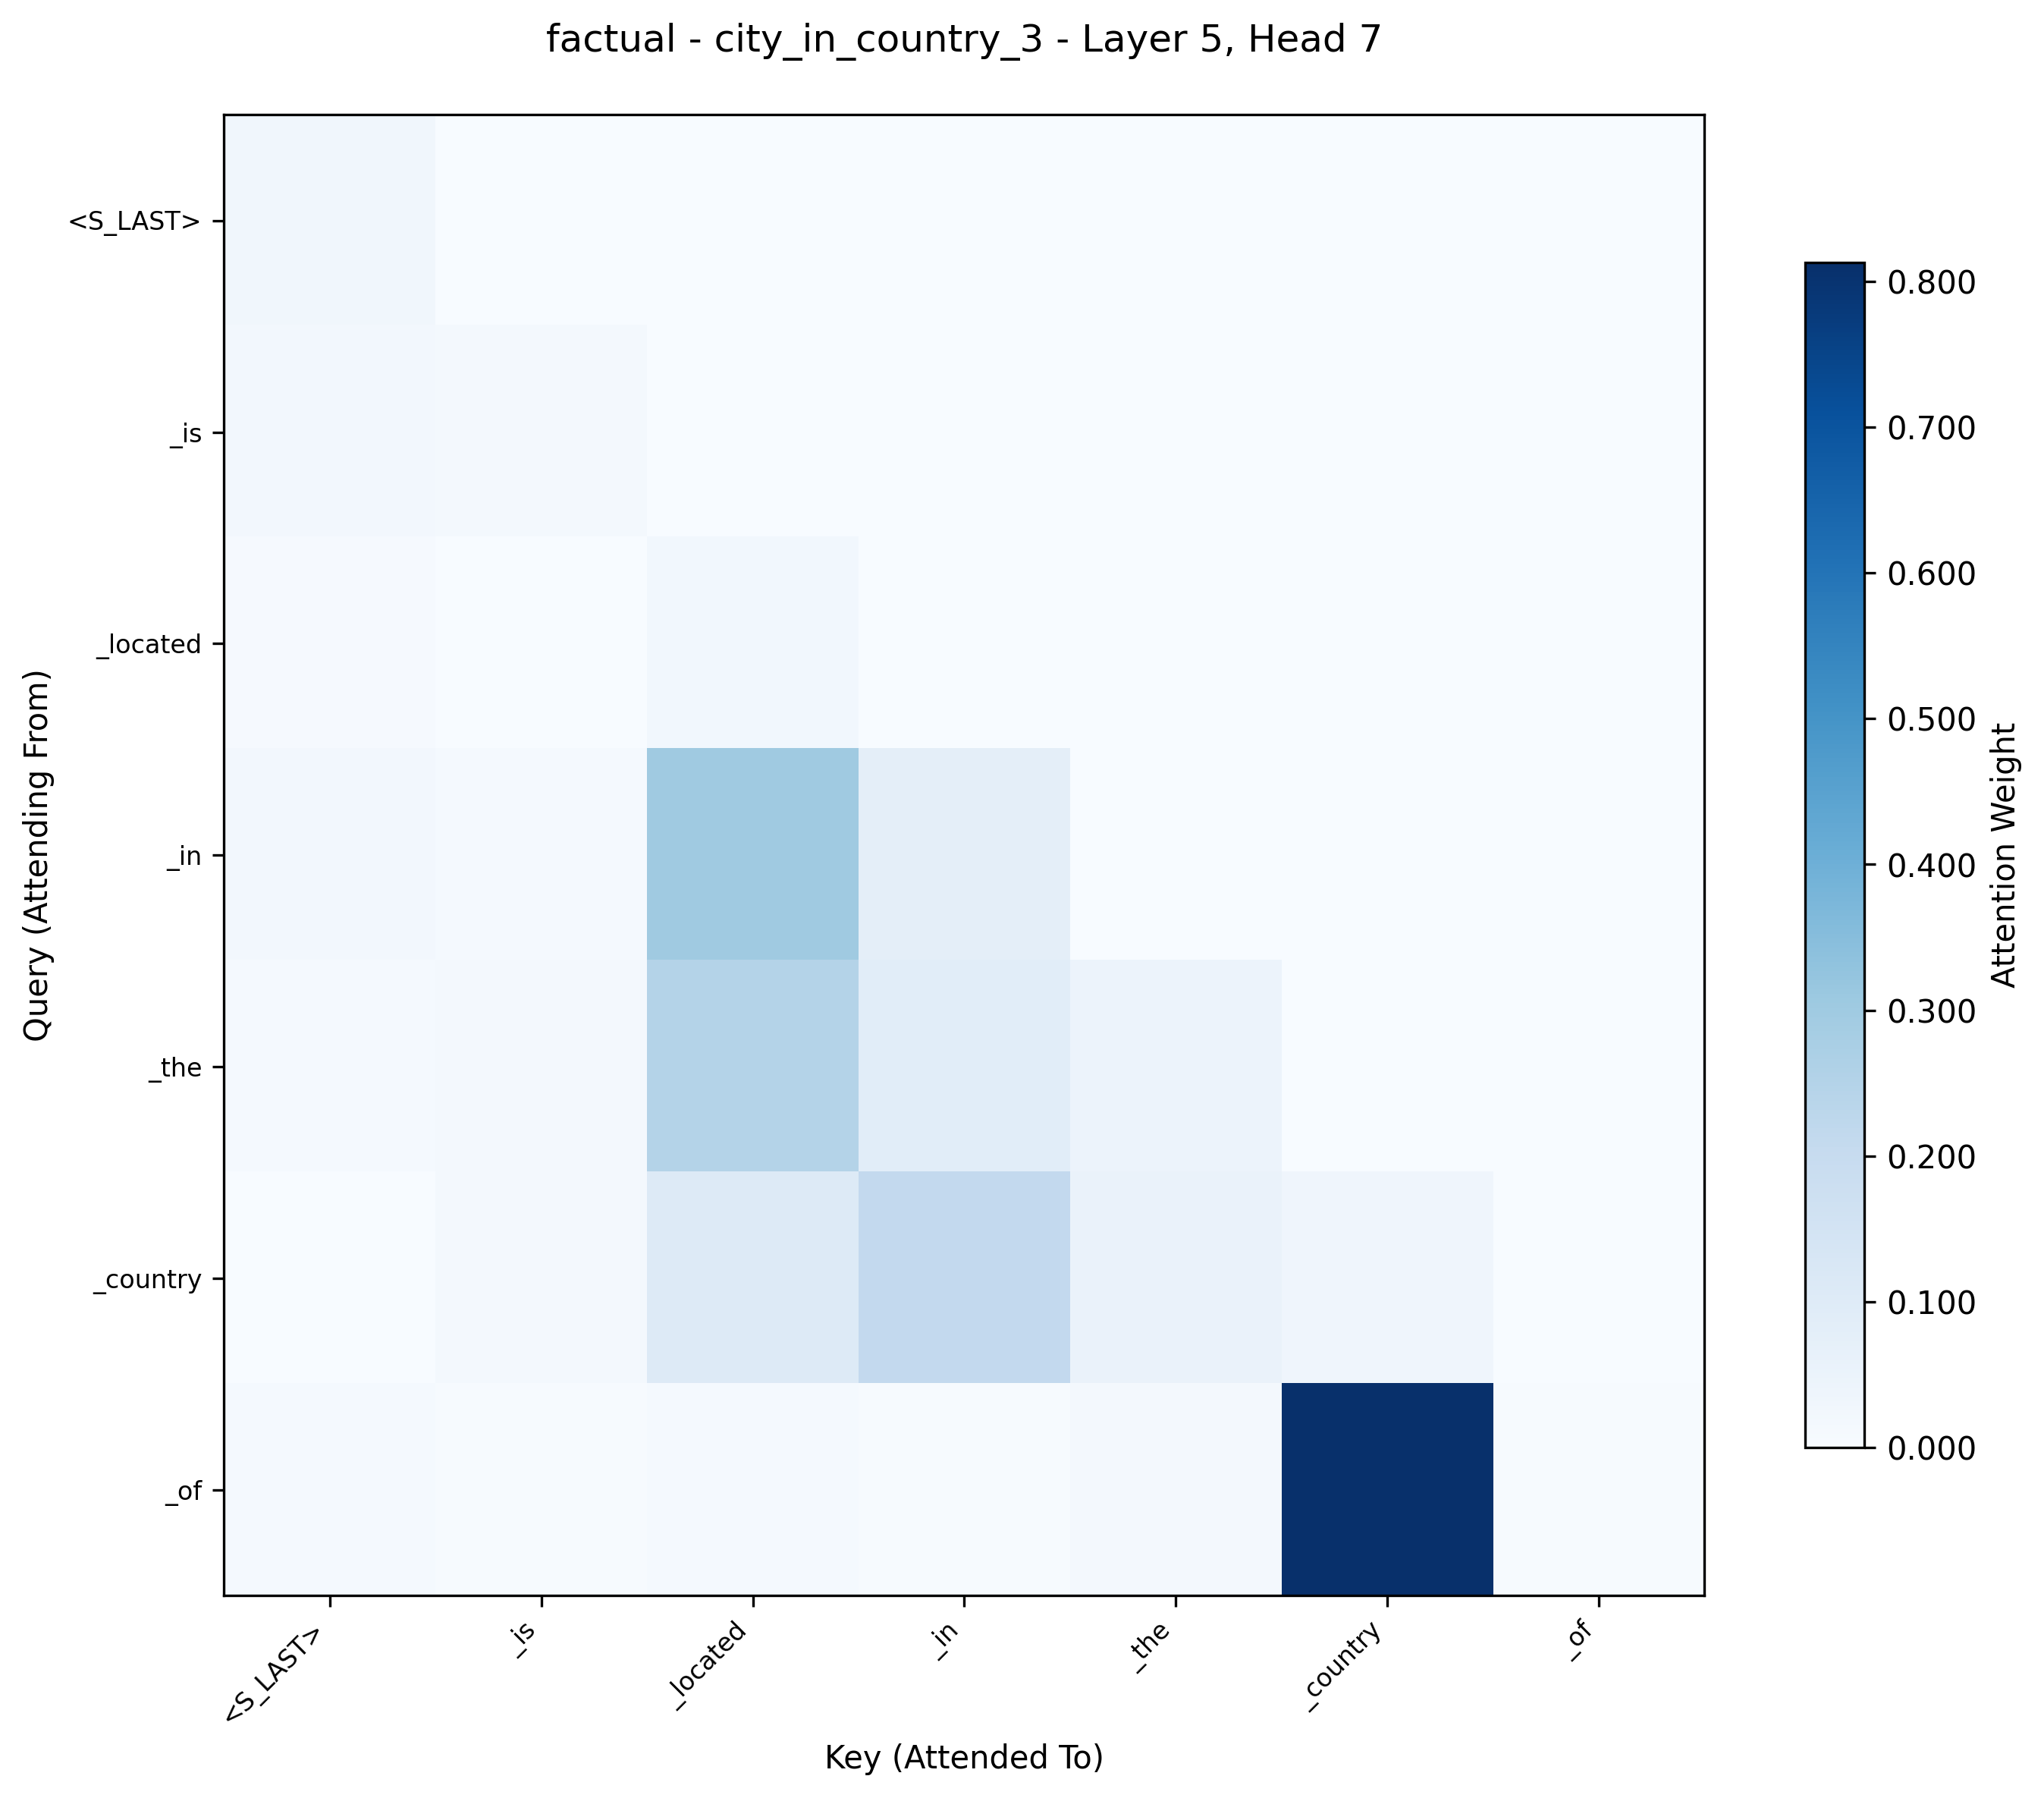 factual - city_in_country_3 - Layer 5, Head 7
Query (Attending From)
<S_LAST>
_is
_located
_in
_the
_country
_of
<S_LAST>
_is
_located
_in
_the
_country
_of
Key (Attended To)
0.800
0.700
0.600
0.500
0.400
0.300
0.200
0.100
0.000
Attention Weight